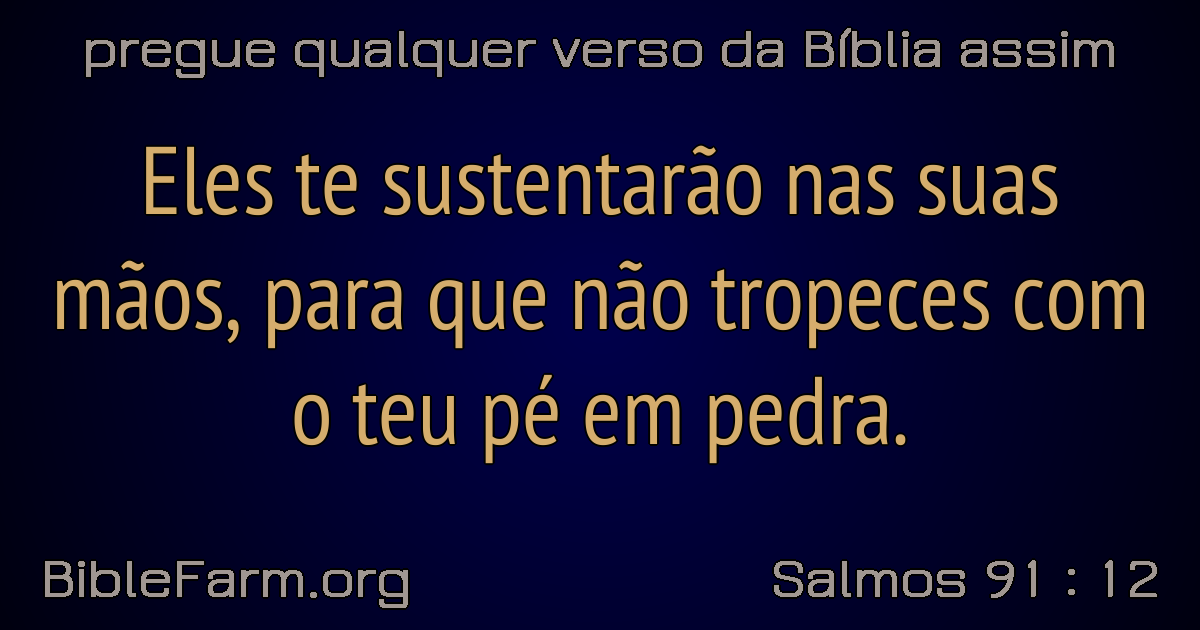 pregue qualquer verso da Bíblia assim
Eles te sustentarão nas suas
mãos, para que não tropeces com
o teu pé em pedra.
BibleFarm.org
Salmos 91 : 12